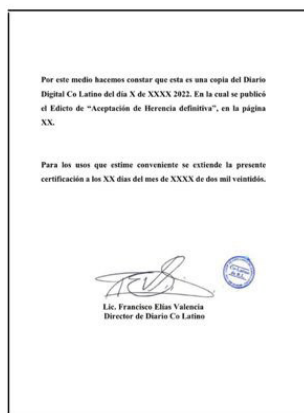 Por este medio hacemos constar que esta es una copia del Diario
Digital Co Latino del día X de XXXX 2022. En la cual se publicó
el Edicto de “Aceptación de Herencia definitiva”, en la página
XX.
Para los usos que estime conveniente se extiende la presente
certificación a los XX días del mes de XXXX de dos mil veintidós.
Lic. Francisco Elías Valencia
Director de Diario Co Latino